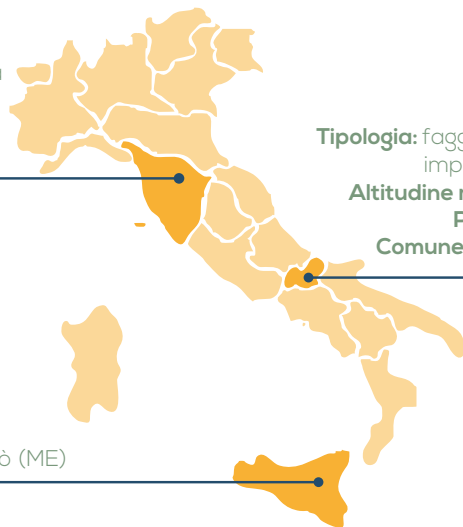 Tipologia: fagg
imp
Altitudine
P
Comune
ò (ME)